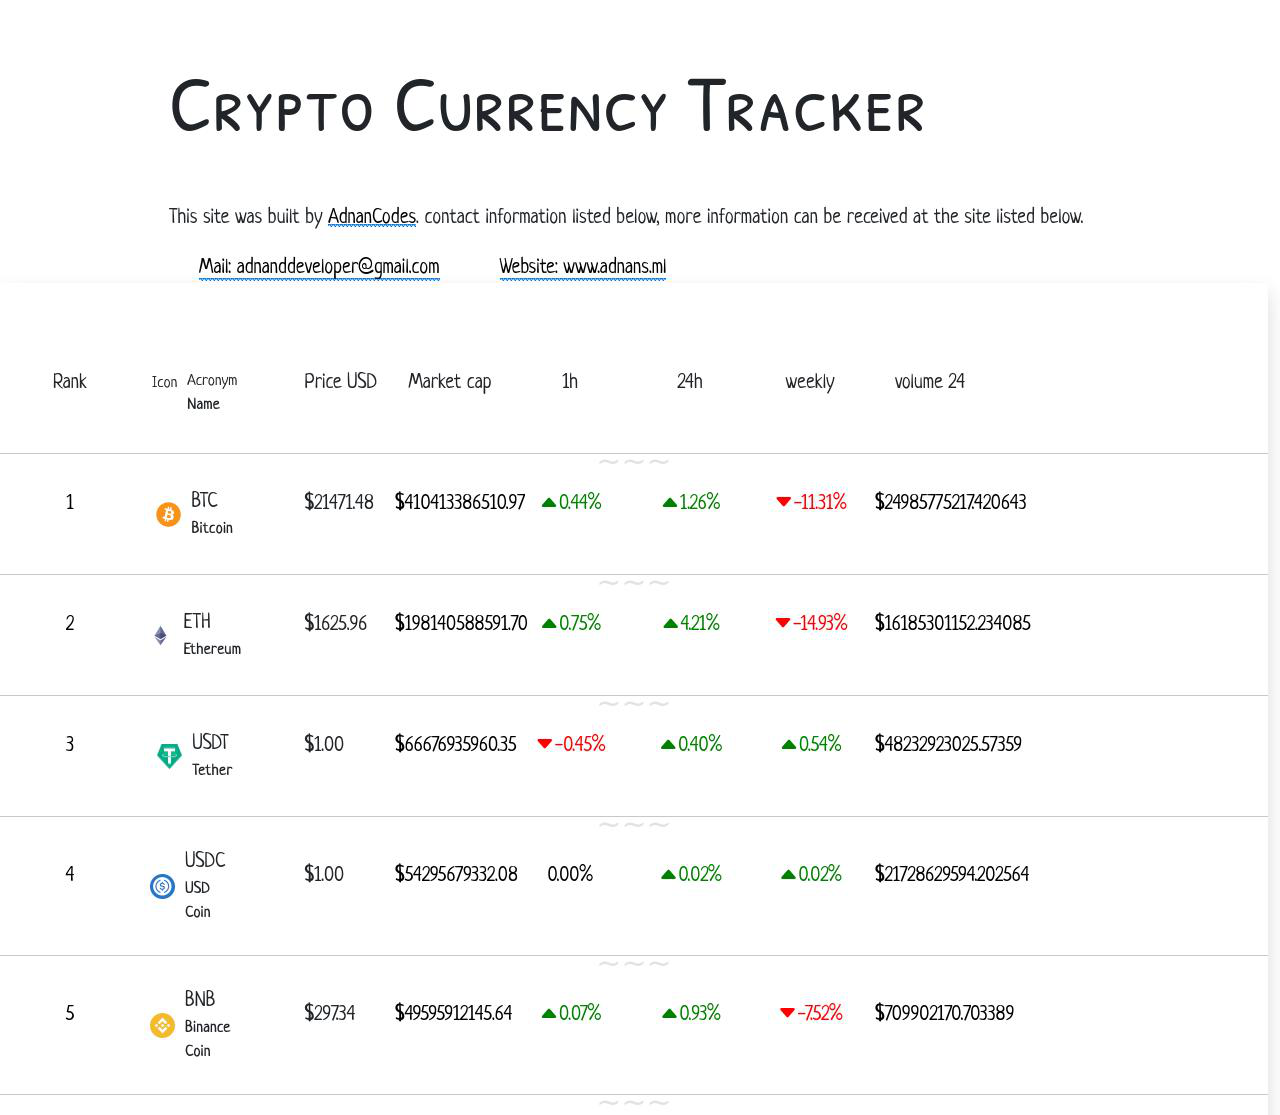 Crypto Currency Tracker
This site was built by AdnanCodes. contact information listed below, more information can be received at the site listed below.
Mail: adnanddeveloper@gmail.com Website: www.adnans.ml
Rank Icon Acronym Price USD Market cap 1h 24h weekly volume 24
Name
~~~
1 BTC $21471.48 $410413386510.97 0.44% 1.26% -11.31% $24985775217.420643
Bitcoin
~~~
2 ETH $1625.96 $198140588591.70 0.75% 4.21% -14.93% $16185301152.234085
Ethereum
~~~
3 USDT $1.00 $66676935960.35 -0.45% 0.40% 0.54% $48232923025.57359
Tether
~~~
4 USDC $1.00 $54295679332.08 0.00% 0.02% 0.02% $21728629594.202564
USD
Coin
~~~
5 BNB $297.34 $49595912145.64 0.07% 0.93% -7.52% $709902170.703389
Binance
Coin
~~~